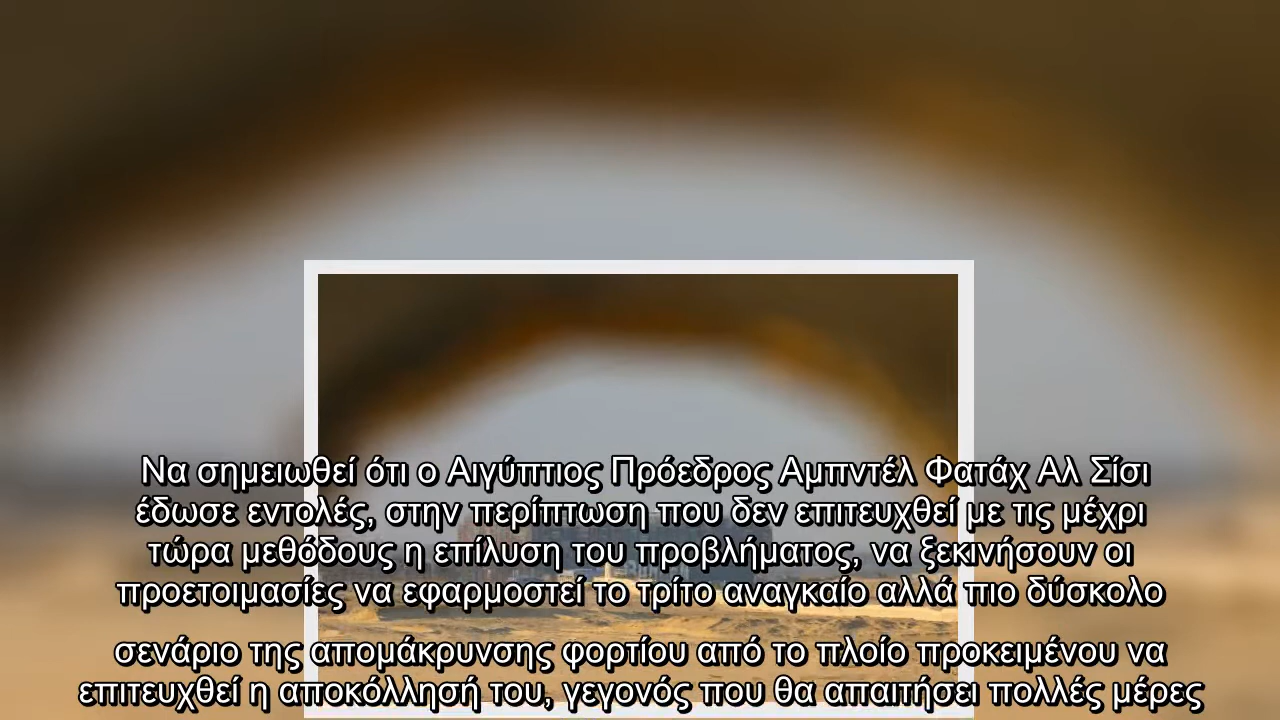 Να σημειωθεί ότι ο Αιγύπτιος Πρόεδρος Αμπντέλ Φατάχ Αλ Σίσι
έδωσε εντολές, στην περίπτωση που δεν επιτευχθεί με τις μέχρι
τώρα μεθόδους η επίλυση του προβλήματος, να ξεκινήσουν οι
προετοιμασίες να εφαρμοστεί το τρίτο αναγκαίο αλλά πιο δύσκολο
σενάριο της απομάκρυνσης φορτίου από το πλοίο προκειμένου να
επιτευχθεί η αποκόλλησή του, γεγονός που θα απαιτήσει πολλές μέρες